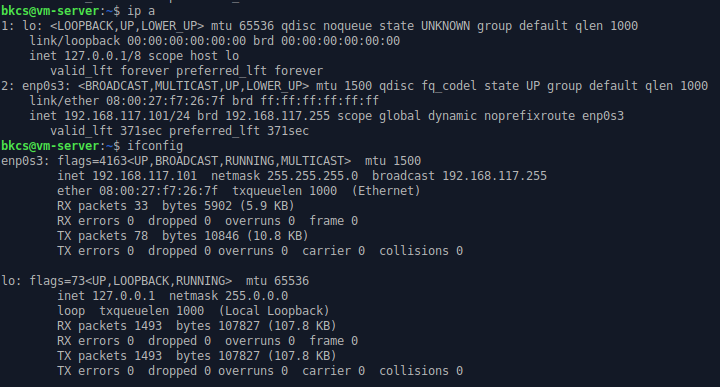 bkcs@vm-server:~$ ip a
1: lo: <LOOPBACK,UP,LOWER_UP> mtu 65536 qdisc noqueue state UNKNOWN group default qlen 1000
    link/loopback 00:00:00:00:00:00 brd 00:00:00:00:00:00
    inet 127.0.0.1/8 scope host lo
       valid_lft forever preferred_lft forever
2: enp0s3: <BROADCAST,MULTICAST,UP,LOWER_UP> mtu 1500 qdisc fq_codel state UP group default qlen 1000
    link/ether 08:00:27:f7:26:7f brd ff:ff:ff:ff:ff:ff
    inet 192.168.117.101/24 brd 192.168.117.255 scope global dynamic noprefixroute enp0s3
       valid_lft 371sec preferred_lft 371sec
bkcs@vm-server:~$ ifconfig
enp0s3: flags=4163<UP,BROADCAST,RUNNING,MULTICAST>  mtu 1500
        inet 192.168.117.101  netmask 255.255.255.0  broadcast 192.168.117.255
        ether 08:00:27:f7:26:7f  txqueuelen 1000  (Ethernet)
        RX packets 33  bytes 5902 (5.9 KB)
        RX errors 0  dropped 0  overruns 0  frame 0
        TX packets 78  bytes 10846 (10.8 KB)
        TX errors 0  dropped 0 overruns 0  carrier 0  collisions 0

lo: flags=73<UP,LOOPBACK,RUNNING>  mtu 65536
        inet 127.0.0.1  netmask 255.0.0.0
        loop  txqueuelen 1000  (Local Loopback)
        RX packets 1493  bytes 107827 (107.8 KB)
        RX errors 0  dropped 0  overruns 0  frame 0
        TX packets 1493  bytes 107827 (107.8 KB)
        TX errors 0  dropped 0 overruns 0  carrier 0  collisions 0